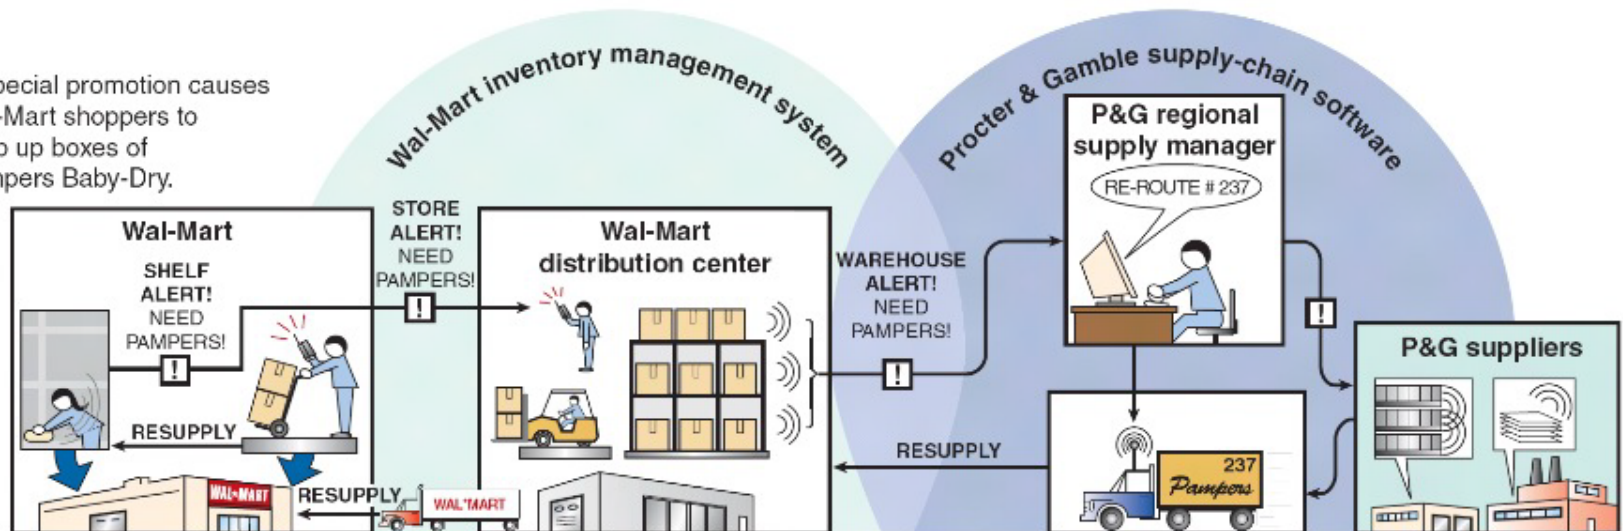 Wal-Mart inventory management system
Procter & Gamble supply-chain software
pecial promotion causes
-Mart shoppers to
p up boxes of
npers Baby-Dry.
Wal-Mart
SHELF
ALERT!
NEED
PAMPERS!
!
RESUPPLY
WAL*MART
STORE
ALERT!
NEED
PAMPERS!
!
RESUPPLY
WAL*MART
Wal-Mart
distribution center
WAREHOUSE
ALERT!
NEED
PAMPERS!
!
RESUPPLY
P&G regional
supply manager
RE-ROUTE # 237
!
237
Pampers
P&G suppliers